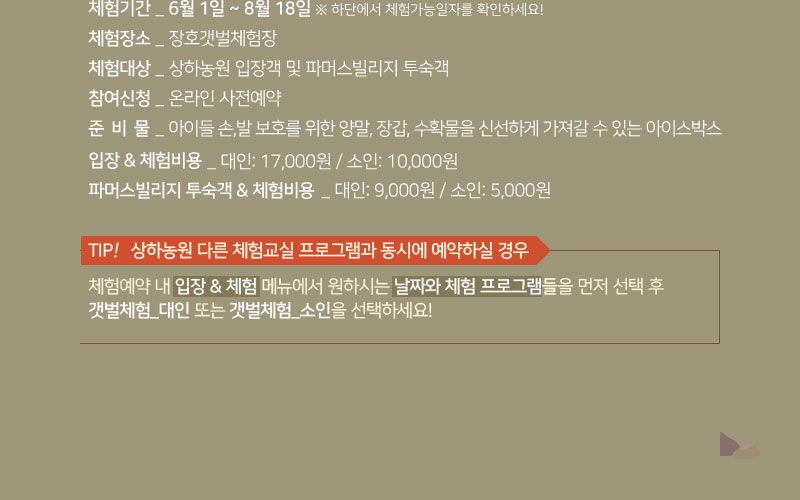 체험기간 _ 6월 1일 ~ 8월 18일 ※ 하단에서 체험가능일자를 확인하세요!
체험장소 _ 장호갯벌체험장
체험대상 _ 상하농원 입장객 및 파머스빌리지 투숙객
참여신청 _ 온라인 사전예약
준 비 물 _ 아이들 손,발 보호를 위한 양말, 장갑, 수확물을 신선하게 가져갈 수 있는 아이스박스
입장 & 체험비용 _ 대인: 17,000원 / 소인: 10,000원
파머스빌리지 투숙객 & 체험비용 _ 대인: 9,000원 / 소인: 5,000원
TIP! 상하농원 다른 체험교실 프로그램과 동시에 예약하실 경우
체험예약 내 입장 & 체험 메뉴에서 원하시는 날짜와 체험 프로그램들을 먼저 선택 후
갯벌체험_대인 또는 갯벌체험_소인을 선택하세요!